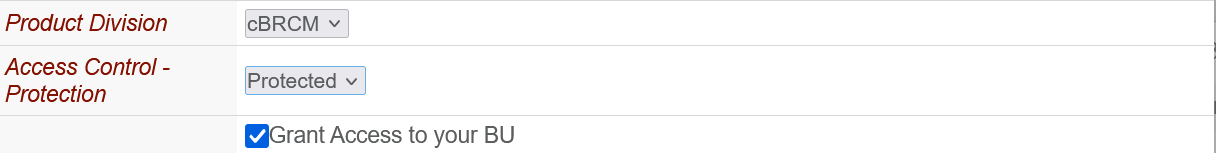 Product Division
cBRCM
Access Control -
Protection
Protected
Grant Access to your BU